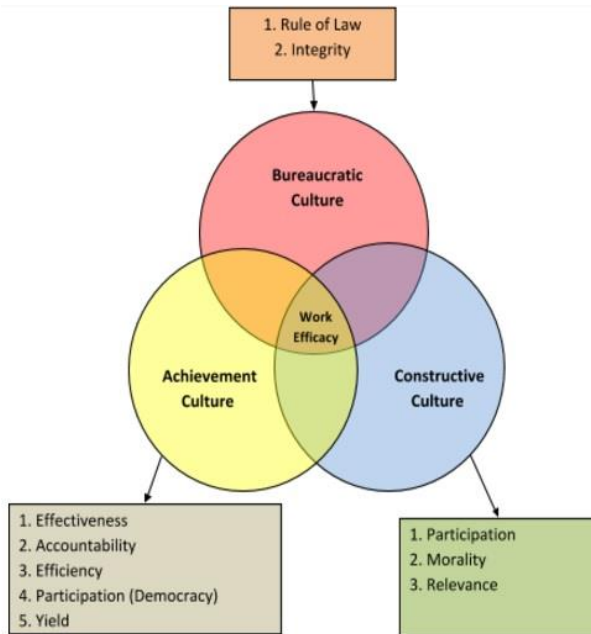 1. Rule of Law
2. Integrity
Bureaucratic
Culture
Work
Efficacy
Achievement
Culture
Constructive
Culture
1. Effectiveness
2. Accountability
3. Efficiency
4. Participation (Democracy)
5. Yield
1. Participation
2. Morality
3. Relevance